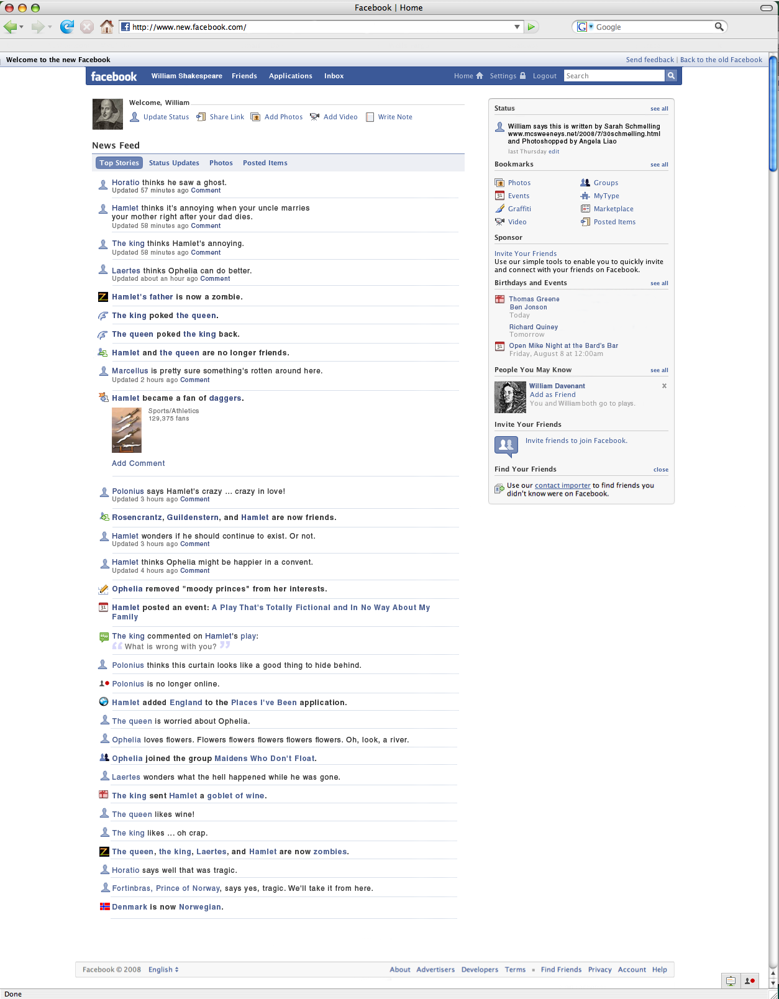 Facebook | Home
http://www.new.facebook.com/
Google
Welcome to the new Facebook
Send feedback | Back to the old Facebook
facebook William Shakespeare Friends Applications Inbox Home Settings Logout Search
Welcome, William
Update Status Share Link Add Photos Add Video Write Note
News Feed
Top Stories Status Updates Photos Posted Items
Horatio thinks he saw a ghost.
Updated 57 minutes ago Comment
Hamlet thinks it's annoying when your uncle marries
your mother right after your dad dies.
Updated 58 minutes ago Comment
The king thinks Hamlet's annoying.
Updated 58 minutes ago Comment
Laertes thinks Ophelia can do better.
Updated about an hour ago Comment
Hamlet's father is now a zombie.
The king poked the queen.
The queen poked the king back.
Hamlet and the queen are no longer friends.
Marcellus is pretty sure something's rotten around here.
Updated 2 hours ago Comment
Hamlet became a fan of daggers.
Sports/Athletics
129,375 fans
Add Comment
Polonius says Hamlet's crazy ... crazy in love!
Updated 3 hours ago Comment
Rosencrantz, Guildenstern, and Hamlet are now friends.
Hamlet wonders if he should continue to exist. Or not.
Updated 3 hours ago Comment
Hamlet thinks Ophelia might be happier in a convent.
Updated 4 hours ago Comment
Ophelia removed "moody princes" from her interests.
31
Hamlet posted an event: A Play That's Totally Fictional and In No Way About My
Family
The king commented on Hamlet's play:
“ What is wrong with you? ”
Polonius thinks this curtain looks like a good thing to hide behind.
Polonius is no longer online.
Hamlet added England to the Places I've Been application.
The queen is worried about Ophelia.
Ophelia loves flowers. Flowers flowers flowers flowers flowers. Oh, look, a river.
Ophelia joined the group Maidens Who Don't Float.
Laertes wonders what the hell happened while he was gone.
The king sent Hamlet a goblet of wine.
The queen likes wine!
The king likes ... oh crap.
The queen, the king, Laertes, and Hamlet are now zombies.
Horatio says well that was tragic.
Fortinbras, Prince of Norway, says yes, tragic. We'll take it from here.
Denmark is now Norwegian.
Status see all
William says this is written by Sarah Schmelling
www.mcsweeneys.net/2008/7/30schmelling.html
and Photoshopped by Angela Liao
last Thursday edit
Bookmarks see all
Photos Groups
31 Events MyType
Graffiti Marketplace
Video Posted Items
Sponsor
Invite Your Friends
Use our simple tools to enable you to quickly invite
and connect with your friends on Facebook.
Birthdays and Events see all
Thomas Greene
Ben Jonson
Today
Richard Quiney
Tomorrow
31 Open Mike Night at the Bard's Bar
Friday, August 8 at 12:00am
People You May Know see all
William Davenant x
Add as Friend
You and William both go to plays.
Invite Your Friends
Invite friends to join Facebook.
Find Your Friends close
Use our contact importer to find friends you
didn't know were on Facebook.
Facebook © 2008 English About Advertisers Developers Terms Find Friends Privacy Account Help
Done